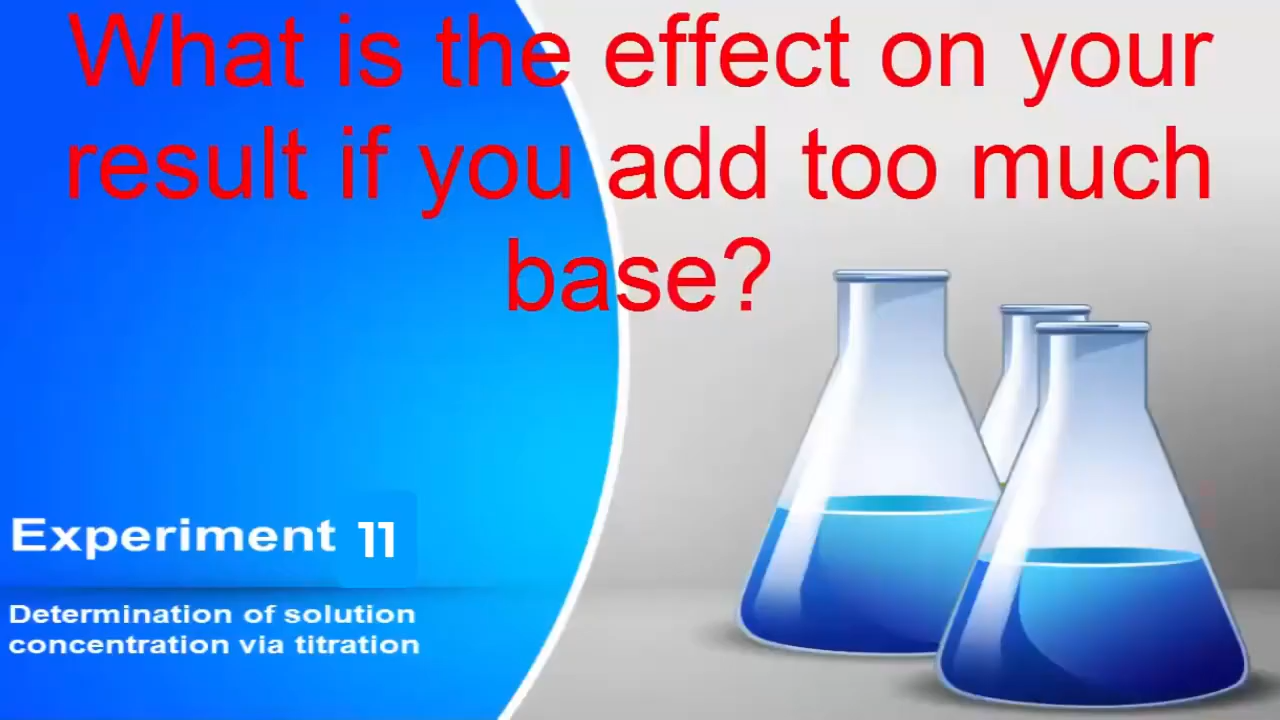 What is the effect on your
result if you add too much
base?
Experiment 11
Determination of solution
concentration via titration